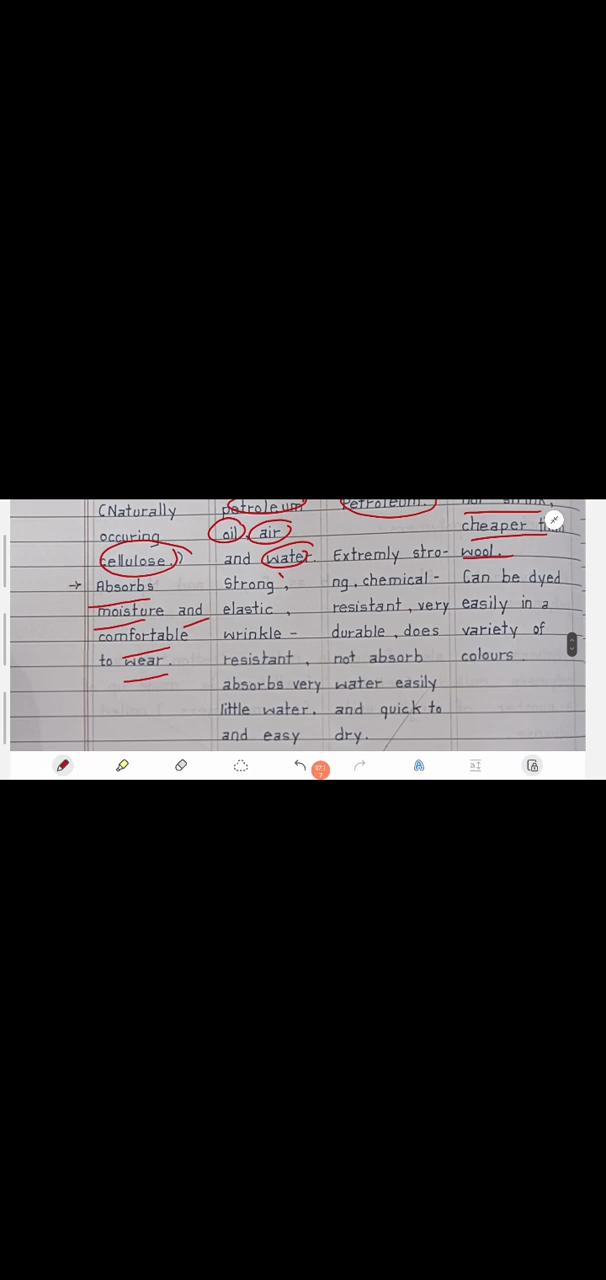 (Naturally
occuring
cellulose.)
→ Absorbs
moisture and
comfortable
to wear.
petroleum
oil, air
and water.
Strong,
elastic,
wrinkle -
resistant,
absorbs very
little water.
and easy
Petroleum.
Extremly stro-
ng, chemical -
resistant, very
durable, does
not absorb
water easily
and quick to
dry.
cheaper
wool.
Can be dyed
easily in a
variety of
colours.